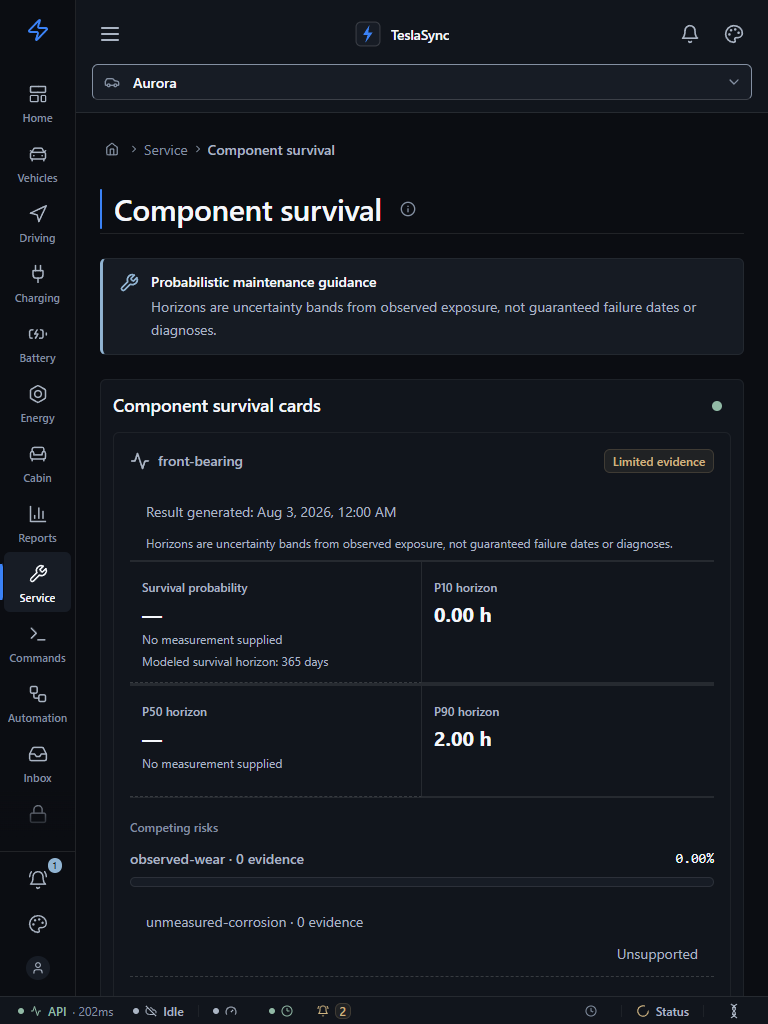 TeslaSync
Aurora
Home
Vehicles
Driving
Charging
Battery
Energy
Cabin
Reports
Service
Commands
Automation
Inbox
1
Service
Component survival
Component survival
Probabilistic maintenance guidance
Horizons are uncertainty bands from observed exposure, not guaranteed failure dates or
diagnoses.
Component survival cards
front-bearing
Limited evidence
Result generated: Aug 3, 2026, 12:00 AM
Horizons are uncertainty bands from observed exposure, not guaranteed failure dates or diagnoses.
Survival probability
—
No measurement supplied
Modeled survival horizon: 365 days
P10 horizon
0.00 h
P50 horizon
—
No measurement supplied
P90 horizon
2.00 h
Competing risks
observed-wear · 0 evidence
0.00%
unmeasured-corrosion · 0 evidence
Unsupported
API · 202ms
Idle
2
Status